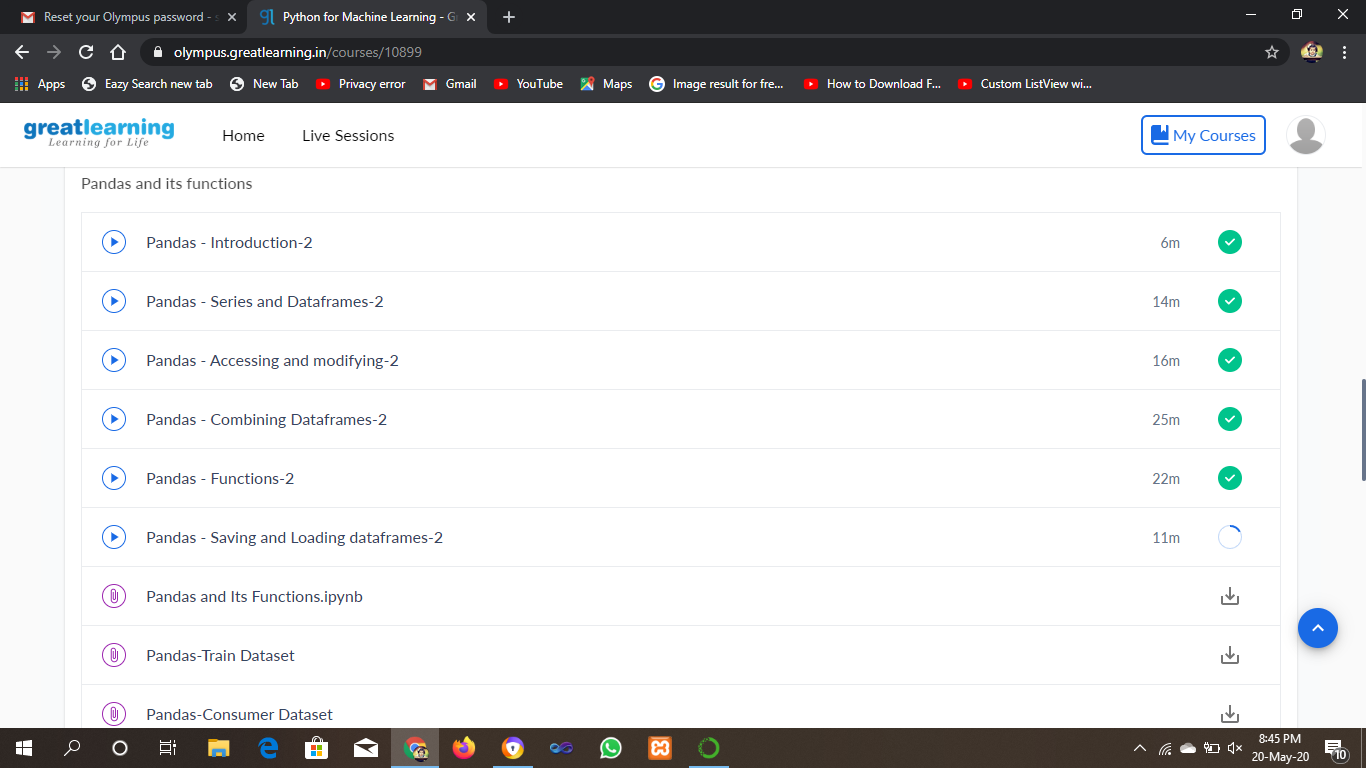 Reset your Olympus password - s
Python for Machine Learning - G
olympus.greatlearning.in/courses/10899
Apps Eazy Search new tab New Tab Privacy error Gmail YouTube Maps Image result for fre... How to Download F... Custom ListView wi...
greatlearning
Learning for Life
Home Live Sessions My Courses
Pandas and its functions
Pandas - Introduction-2 6m
Pandas - Series and Dataframes-2 14m
Pandas - Accessing and modifying-2 16m
Pandas - Combining Dataframes-2 25m
Pandas - Functions-2 22m
Pandas - Saving and Loading dataframes-2 11m
Pandas and Its Functions.ipynb
Pandas-Train Dataset
Pandas-Consumer Dataset
8:45 PM
20-May-20
10